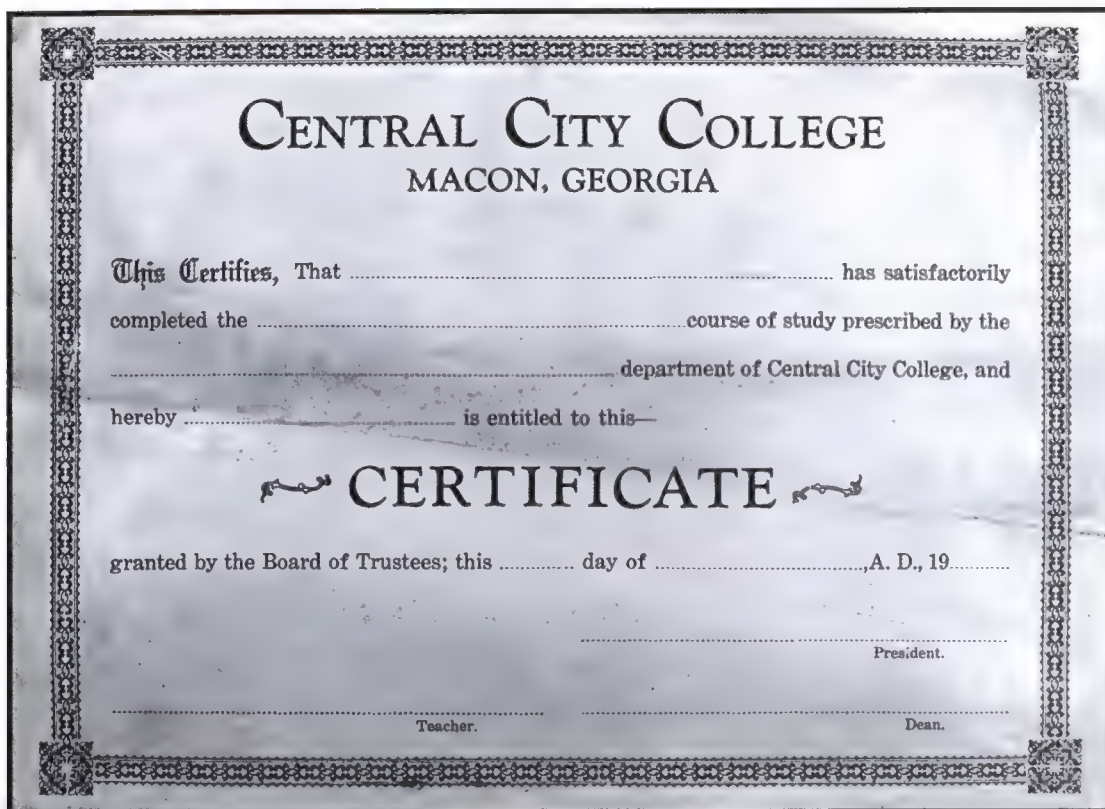 CENTRAL CITY COLLEGE
MACON, GEORGIA
This Certifies, That ........ has satisfactorily
completed the ........ course of study prescribed by the
........ department of Central City College, and
hereby ........ is entitled to this—
CERTIFICATE
granted by the Board of Trustees; this ........ day of ........, A. D., 19........
President.
Teacher. Dean.